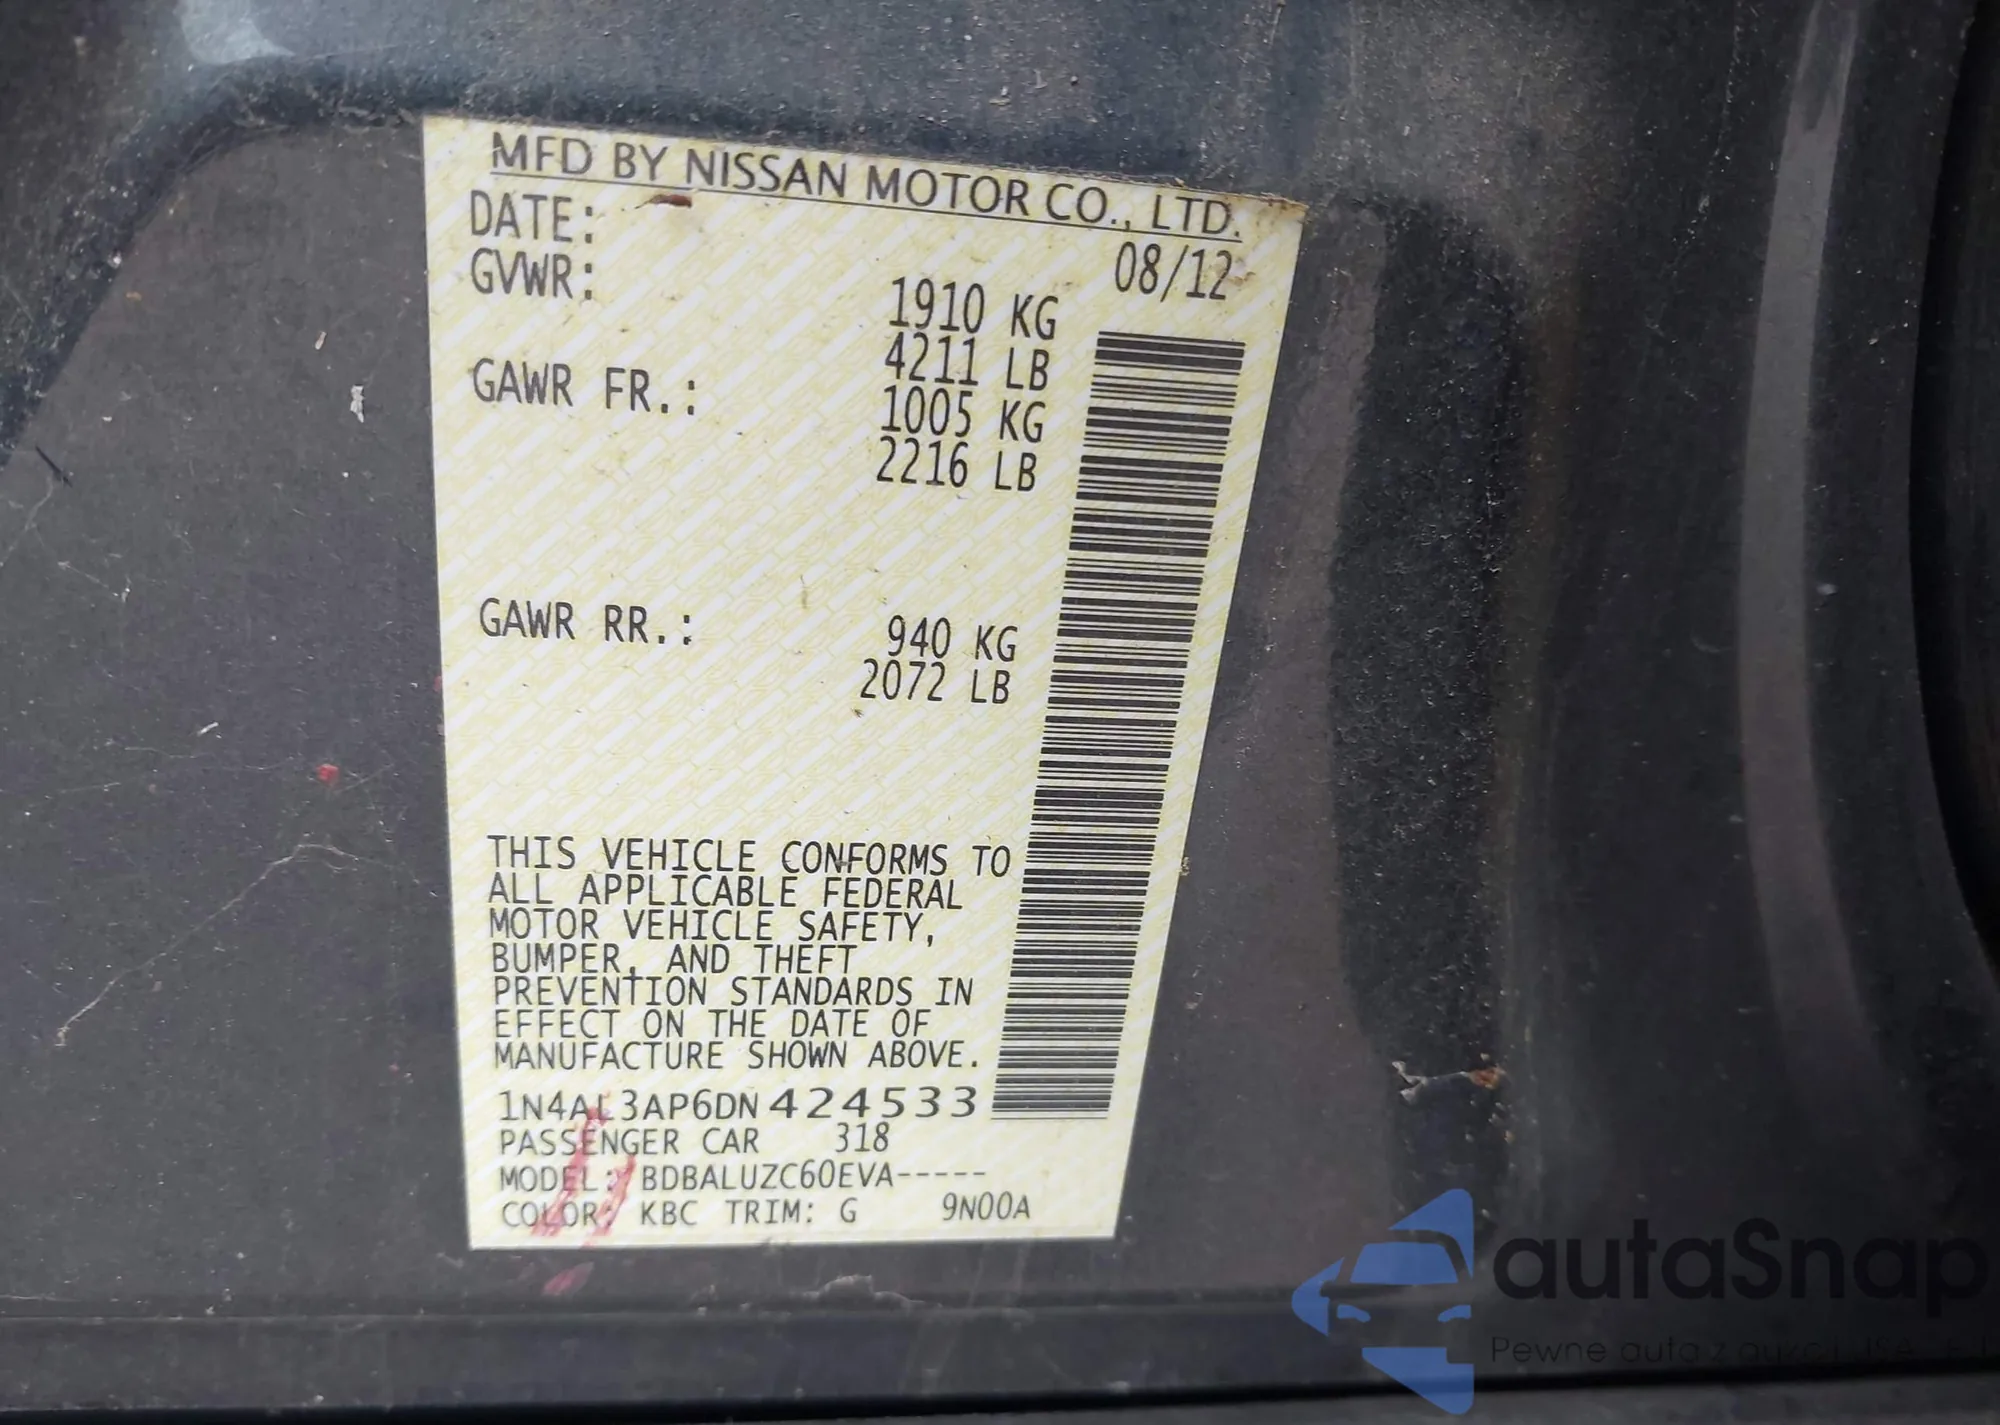 MFD BY NISSAN MOTOR CO., LTD.
DATE: 08/12
GVWR: 1910 KG
4211 LB
GAWR FR.: 1005 KG
2216 LB
GAWR RR.: 940 KG
2072 LB
THIS VEHICLE CONFORMS TO
ALL APPLICABLE FEDERAL
MOTOR VEHICLE SAFETY,
BUMPER, AND THEFT
PREVENTION STANDARDS IN
EFFECT ON THE DATE OF
MANUFACTURE SHOWN ABOVE.
1N4AL3AP6DN424533
PASSENGER CAR 318
MODEL: BDBALUZC60EVA-----
COLOR: KBC TRIM: G 9N00A
autaSnap
Pewne auta z